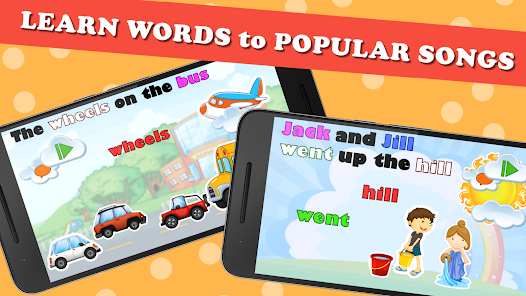 LEARN WORDS to POPULAR SONGS
The wheels on the bus
wheels
Jack and Jill
went up the hill
hill
went